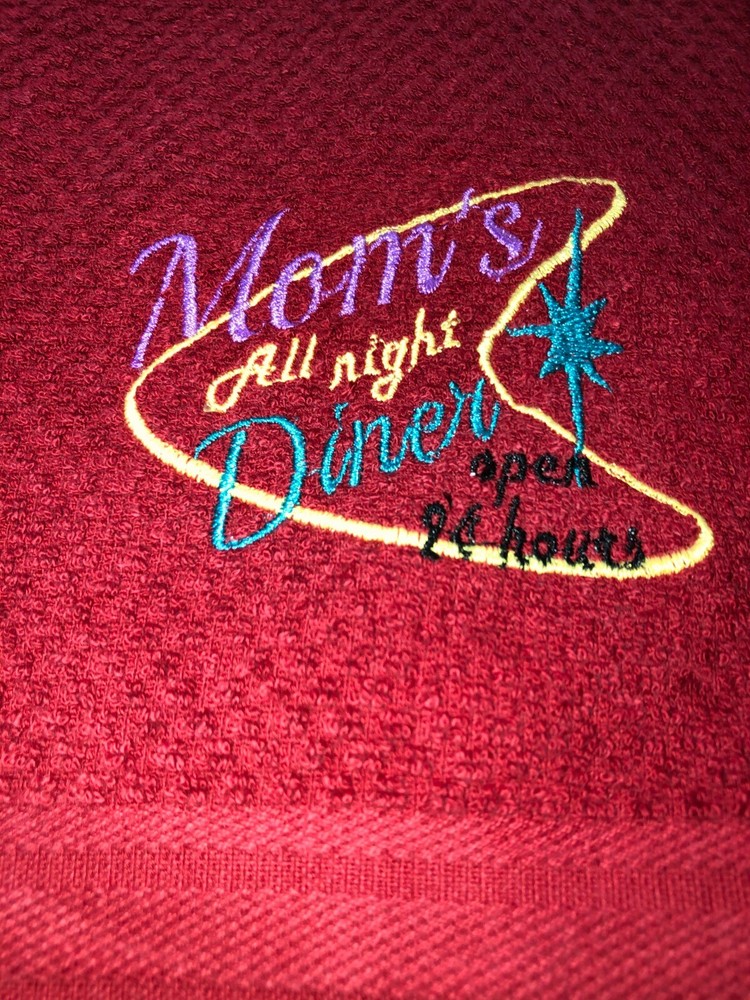 Mom's
All night
Diner
open
24 hours